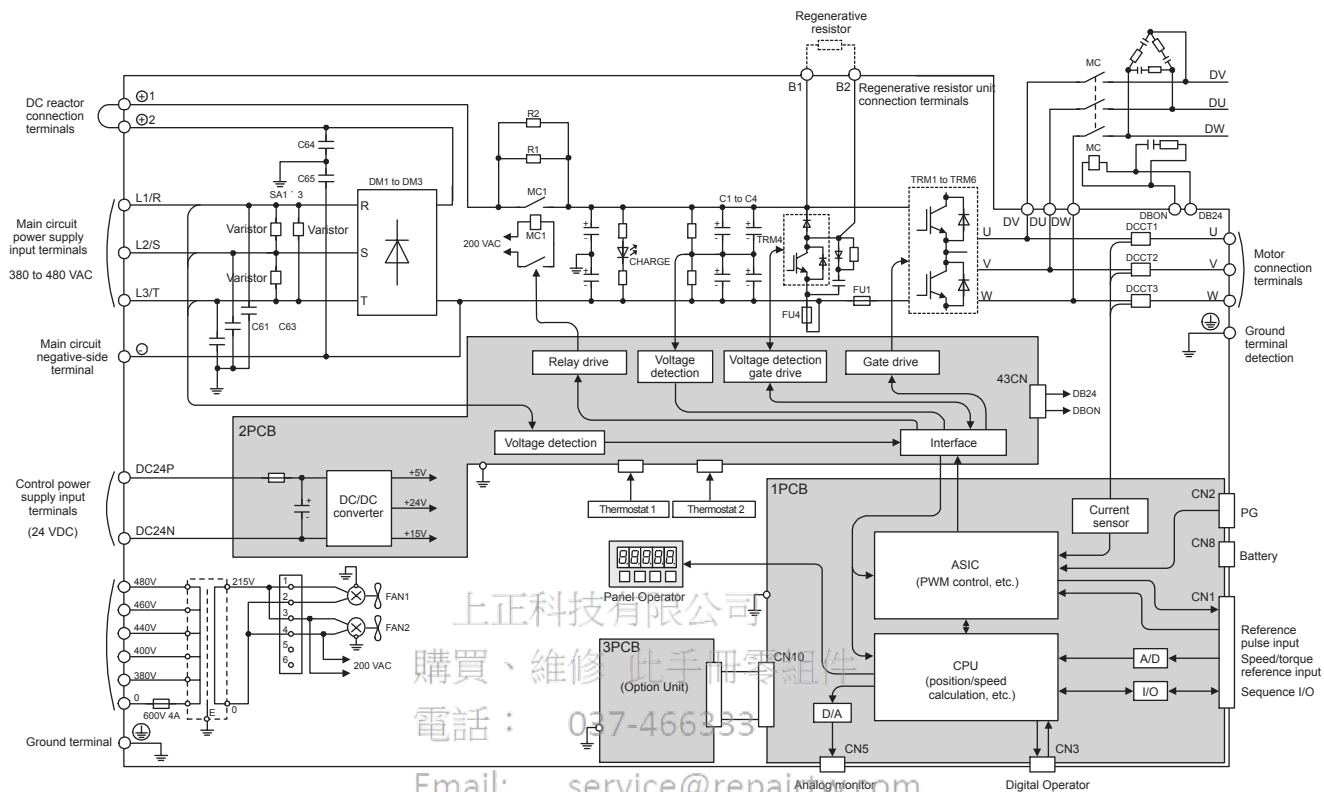 Regenerative
resistor
B1
B2
Regenerative resistor unit
connection terminals
MC
DV
DU
DW
MC
DV
DU
DW
DBON
DB24
DC reactor
connection
terminals
⊕1
⊕2
C64
C65
DM1 to DM3
R
S
T
R2
R1
MC1
MC1
200 VAC
CHARGE
C1 to C4
TRM4
FU4
FU1
TRM1 to TRM6
U
V
W
DCCT1
DCCT2
DCCT3
U
V
W
Motor
connection
terminals
Ground
terminal
detection
Main circuit
power supply
input terminals
380 to 480 VAC
L1/R
L2/S
L3/T
SA1 ` 3
Varistor
Varistor
Varistor
C61
C63
Main circuit
negative-side
terminal
+
-
+
-
+
-
+
-
+
-
+
-
Relay drive
Voltage
detection
Voltage detection
gate drive
Gate drive
43CN
DB24
DBON
2PCB
Voltage detection
Interface
Control power
supply input
terminals
(24 VDC)
DC24P
DC24N
+
-
DC/DC
converter
+5V
+24V
+15V
Thermostat 1
Thermostat 2
1PCB
Current
sensor
CN2
PG
CN8
Battery
ASIC
(PWM control, etc.)
CN1
Reference
pulse input
Speed/torque
reference input
Sequence I/O
A/D
I/O
CPU
(position/speed
calculation, etc.)
D/A
CN5
Analog monitor
CN3
Digital Operator
Panel Operator
3PCB
(Option Unit)
CN10
480V
460V
440V
400V
380V
0
600V 4A
E
215V
0
1
2
3
4
5
6
FAN1
FAN2
200 VAC
Ground terminal
上正科技有限公司
購買、維修 此手冊零組件
電話： 037-466333
Email: service@repairtw.com